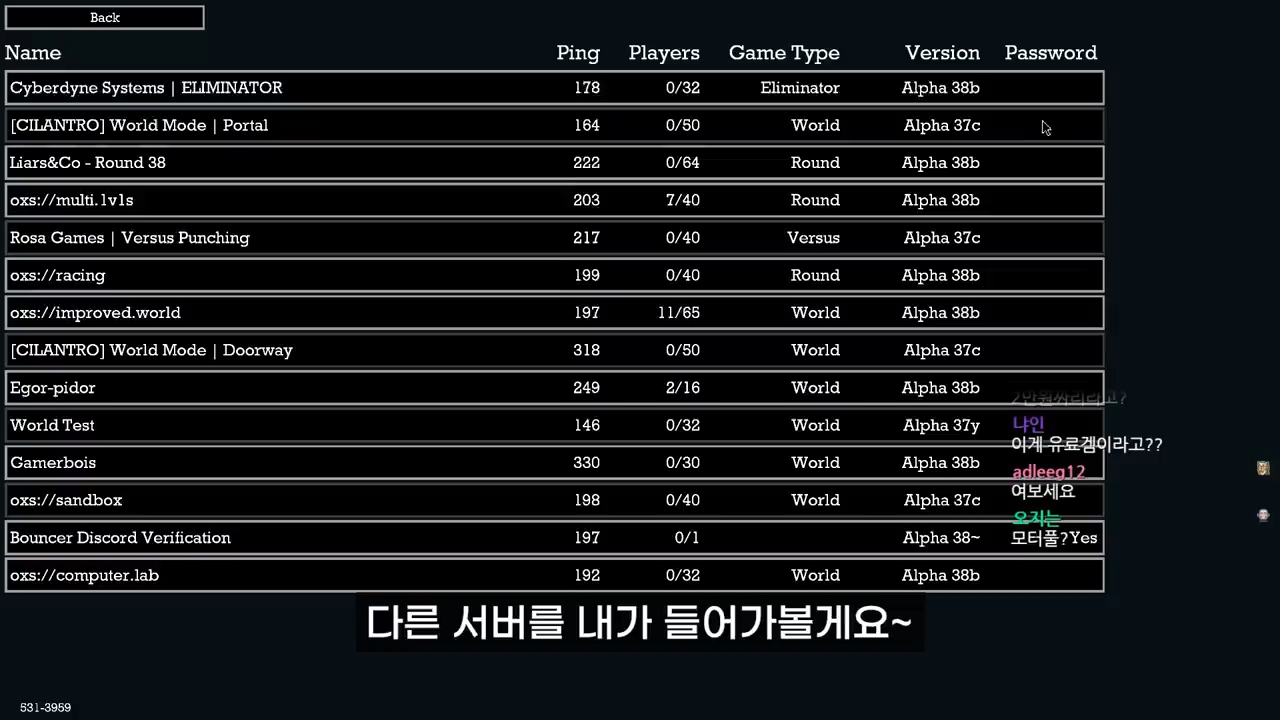 Back
Name Ping Players Game Type Version Password
Cyberdyne Systems | ELIMINATOR 178 0/32 Eliminator Alpha 38b
[CILANTRO] World Mode | Portal 164 0/50 World Alpha 37c
Liars&Co - Round 38 222 0/64 Round Alpha 38b
oxs://multi.1v1s 203 7/40 Round Alpha 38b
Rosa Games | Versus Punching 217 0/40 Versus Alpha 37c
oxs://racing 199 0/40 Round Alpha 38b
oxs://improved.world 197 11/65 World Alpha 38b
[CILANTRO] World Mode | Doorway 318 0/50 World Alpha 37c
Egor-pidor 249 2/16 World Alpha 38b
2만원짜리라고?
World Test 146 0/32 World Alpha 37y
냐인
이게 유료겜이라고??
Gamerbois 330 0/30 World Alpha 38b
adleeg12
여보세요
oxs://sandbox 198 0/40 World Alpha 37c
오지는
Bouncer Discord Verification 197 0/1 Alpha 38~ Yes
모터풀?
oxs://computer.lab 192 0/32 World Alpha 38b
다른 서버를 내가 들어가볼게요~
531-3959